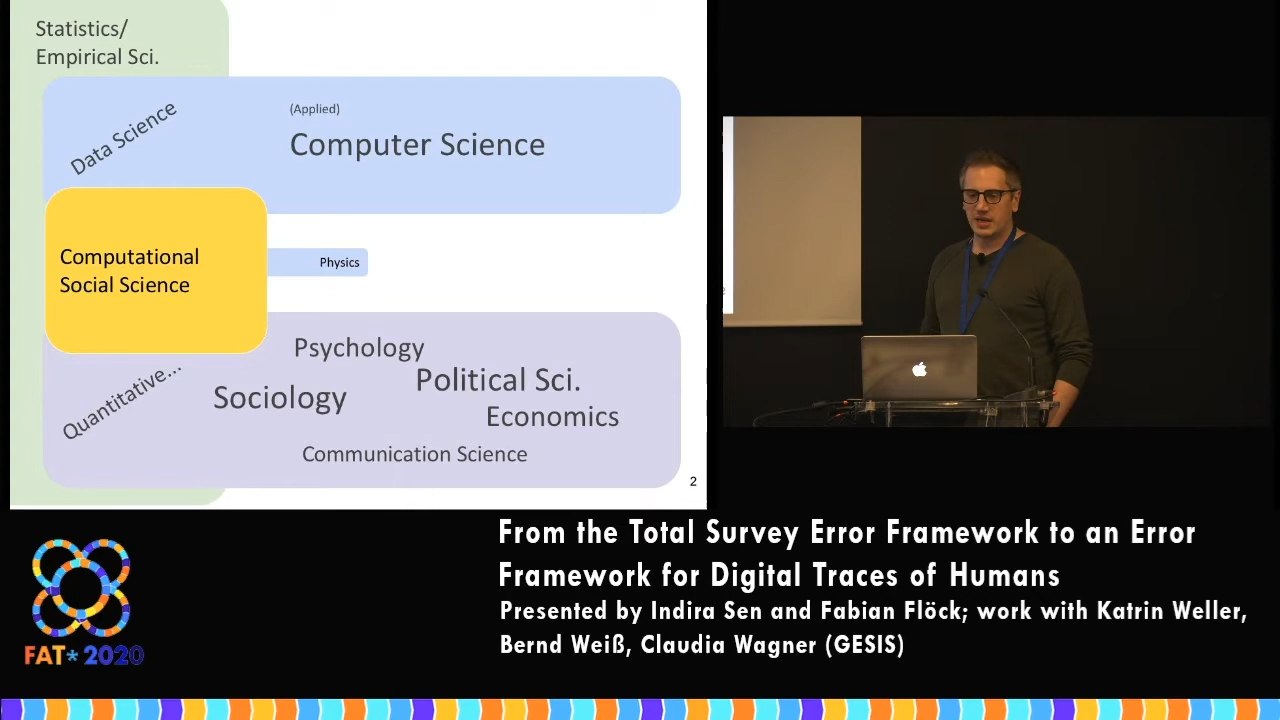 Statistics/
Empirical Sci.
Data Science
(Applied)
Computer Science
Computational
Social Science
Physics
Psychology
Political Sci.
Sociology
Economics
Quantitative...
Communication Science
2
2
From the Total Survey Error Framework to an Error
Framework for Digital Traces of Humans
Presented by Indira Sen and Fabian Flöck; work with Katrin Weller,
Bernd Weiß, Claudia Wagner (GESIS)
FAT* 2020